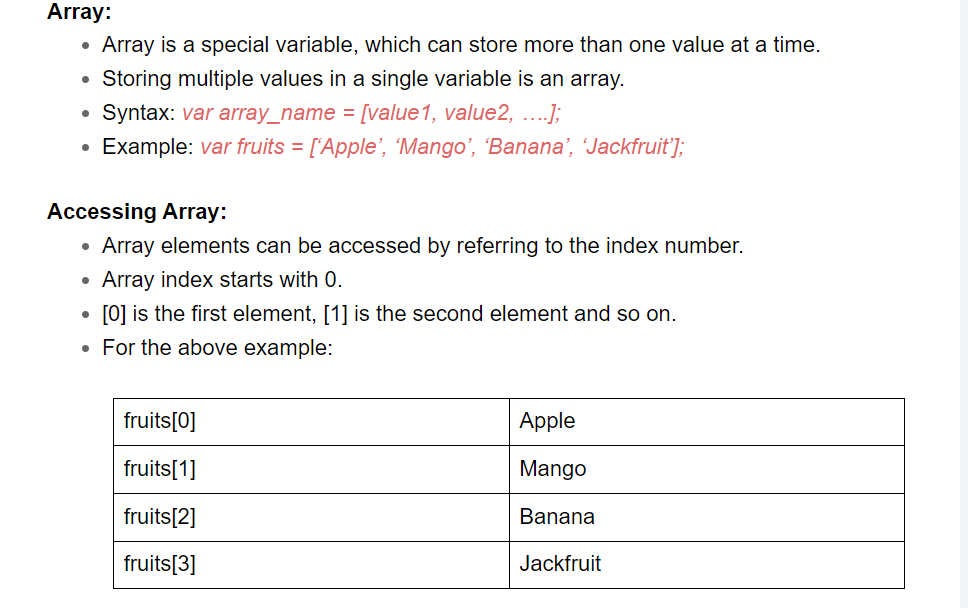 Array:
Array is a special variable, which can store more than one value at a time.
Storing multiple values in a single variable is an array.
Syntax: var array_name = [value1, value2, ….];
Example: var fruits = [‘Apple’, ‘Mango’, ‘Banana’, ‘Jackfruit’];
Accessing Array:
Array elements can be accessed by referring to the index number.
Array index starts with 0.
[0] is the first element, [1] is the second element and so on.
For the above example:
fruits[0] Apple
fruits[1] Mango
fruits[2] Banana
fruits[3] Jackfruit